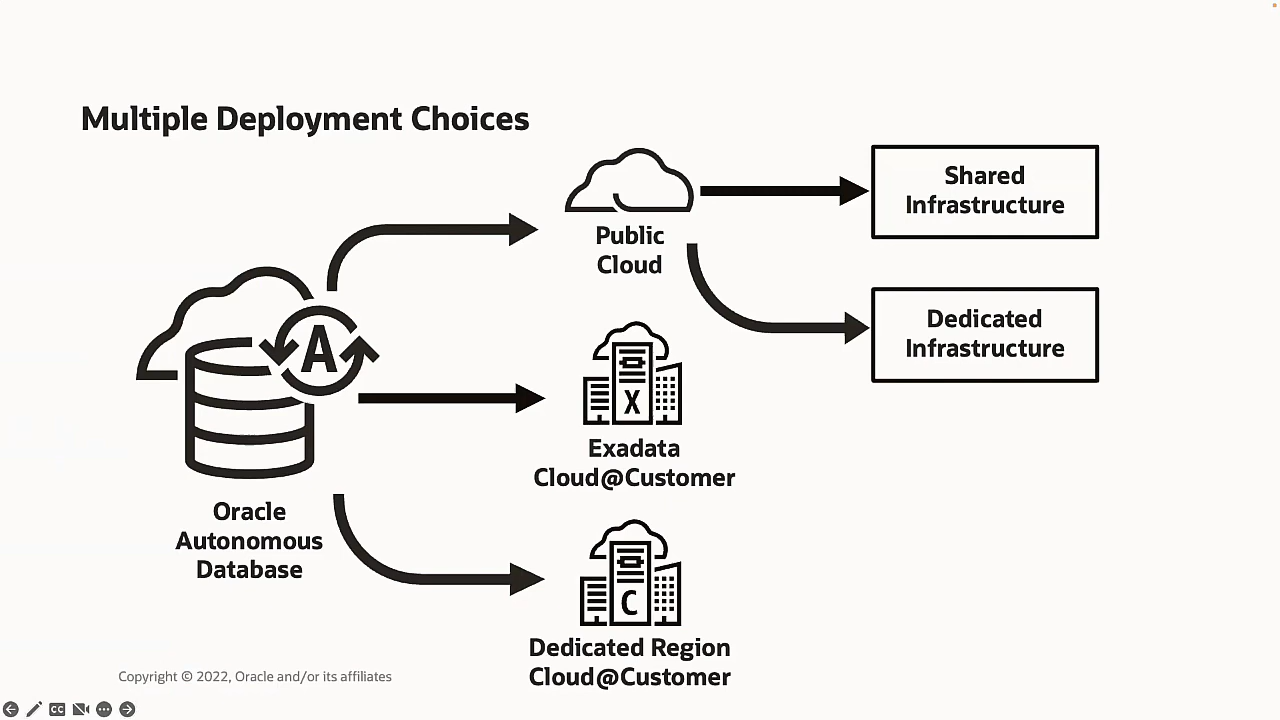 Multiple Deployment Choices
Public
Cloud
Shared
Infrastructure
Dedicated
Infrastructure
A
Oracle
Autonomous
Database
X
Exadata
Cloud@Customer
C
Dedicated Region
Cloud@Customer
Copyright © 2022, Oracle and/or its affiliates
CC